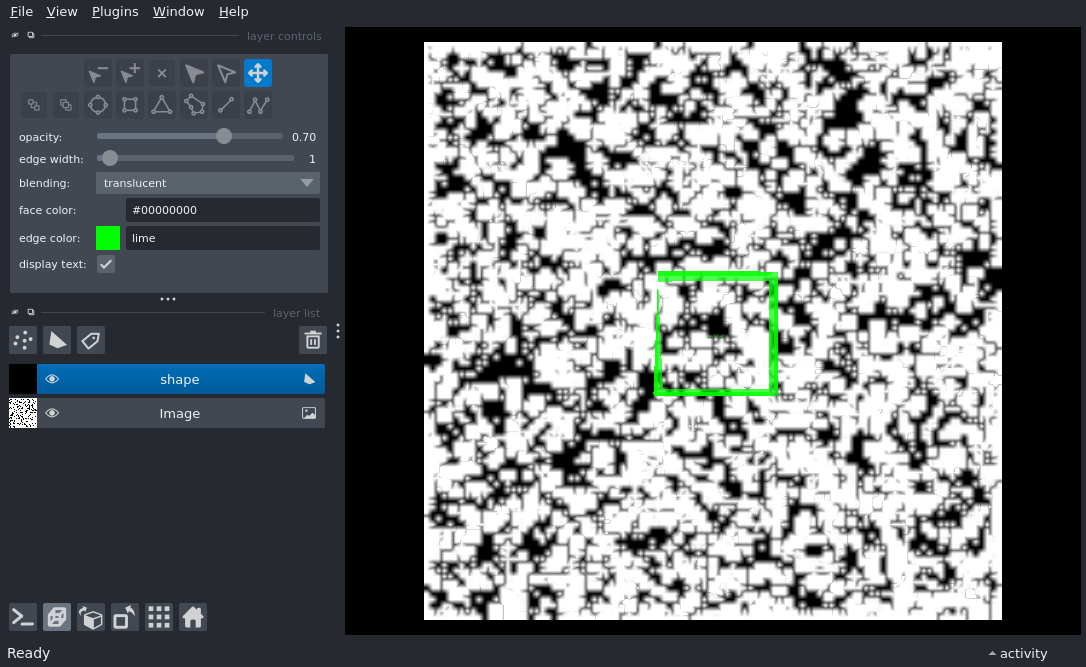 File View Plugins Window Help
layer controls
opacity: 0.70
edge width: 1
blending: translucent
face color: #00000000
edge color: lime
display text:
layer list
shape
Image
Ready
activity